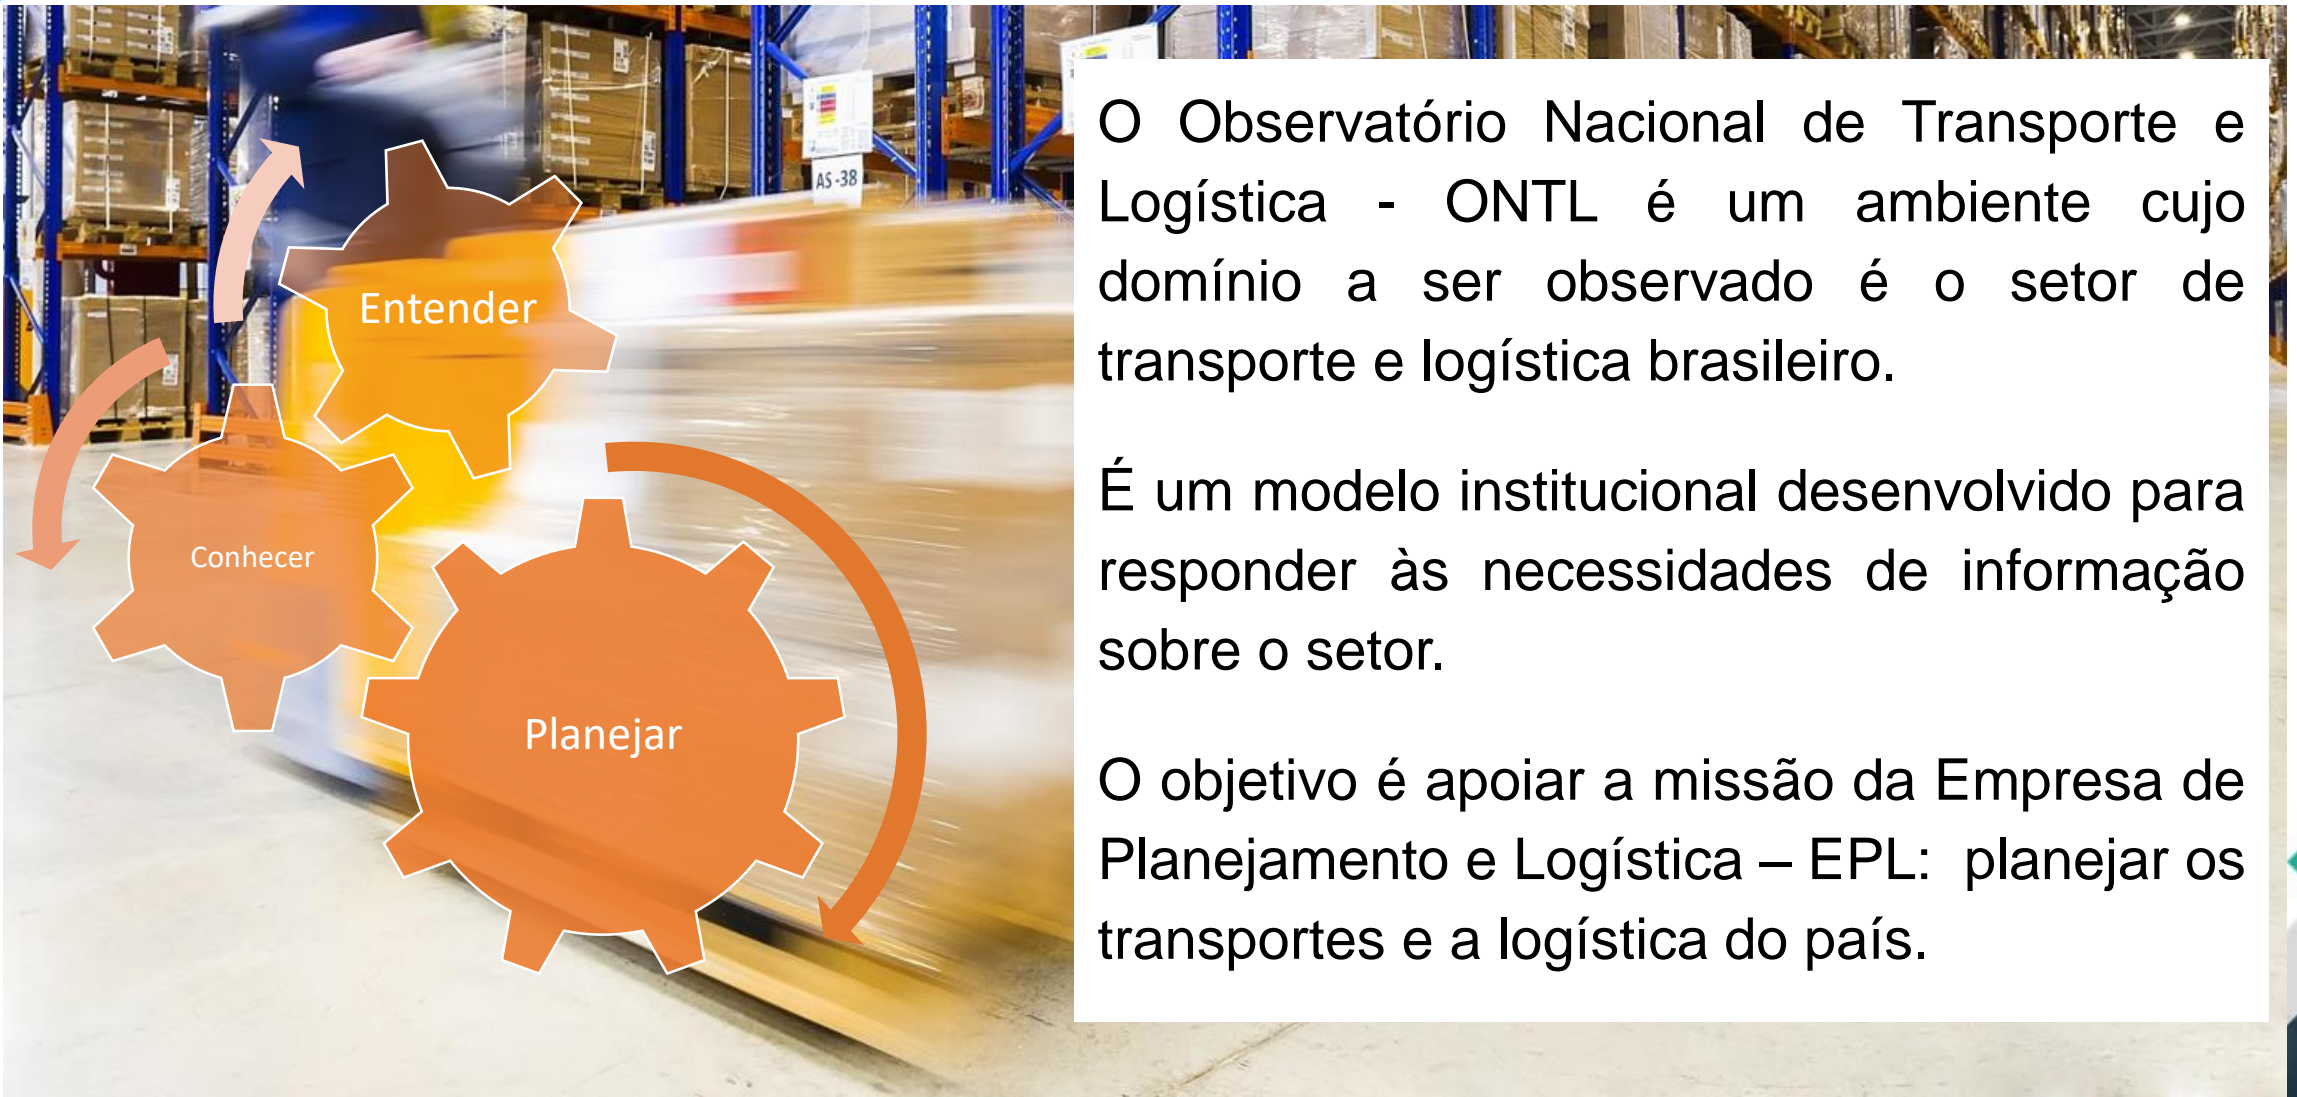 AS-38
Entender
Conhecer
Planejar
O Observatório Nacional de Transporte e
Logística - ONTL é um ambiente cujo
domínio a ser observado é o setor de
transporte e logística brasileiro.
É um modelo institucional desenvolvido para
responder às necessidades de informação
sobre o setor.
O objetivo é apoiar a missão da Empresa de
Planejamento e Logística – EPL: planejar os
transportes e a logística do país.